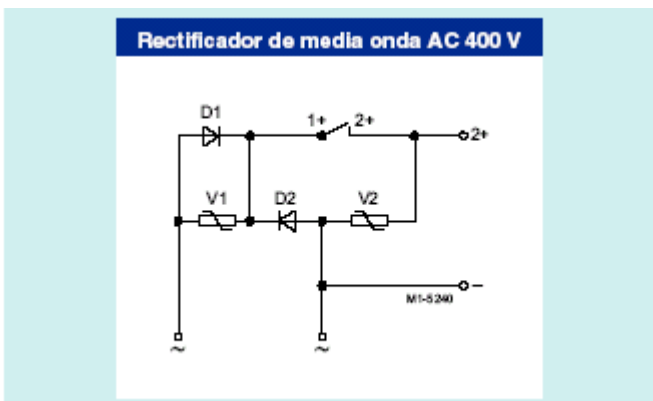 Rectificador de media onda AC 400 V
D1
1+ 2+
2+
V1 D2 V2
M1-5240 −
~ ~